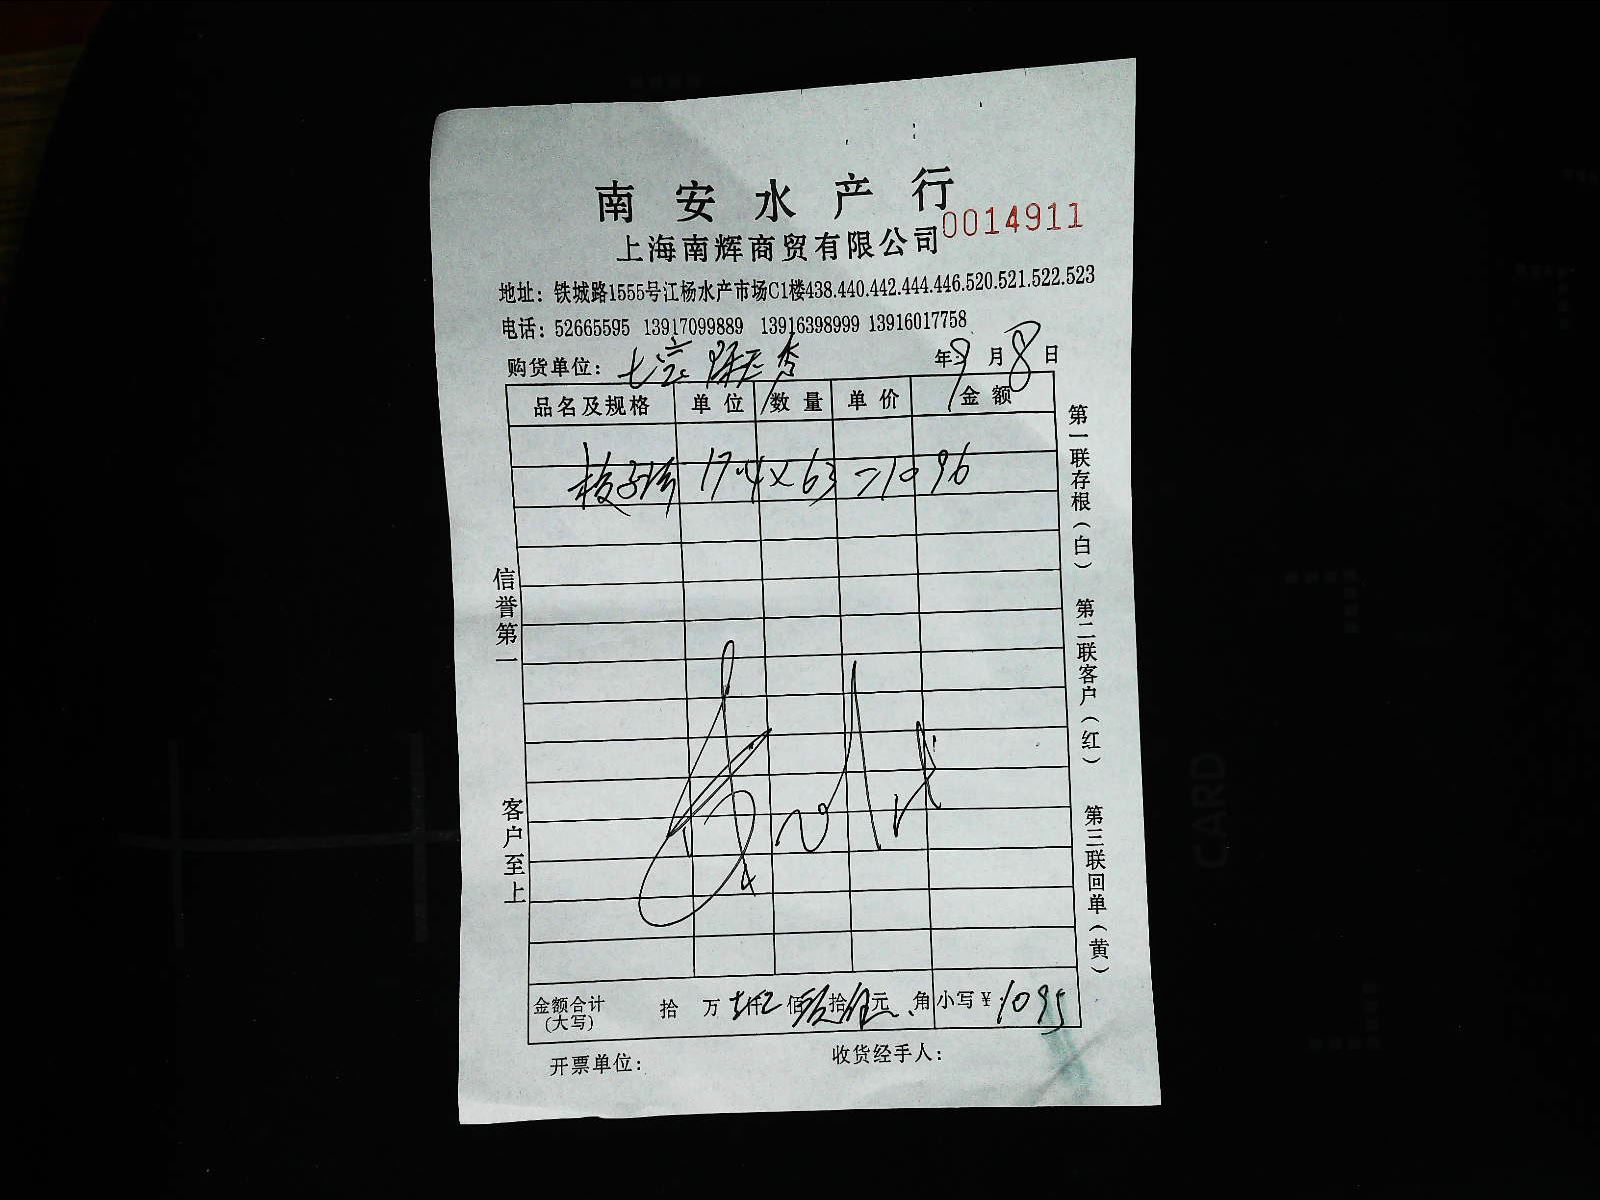 南安水产行
0014911
上海南辉商贸有限公司
地址：铁城路1555号江杨水产市场C1楼438.440.442.444.446.520.521.522.523
电话：52665595 13917099889 13916398999 13916017758
购货单位： 年 9 月 8 日
品名及规格 单位 数量 单价 金额
17.4×63=1096
金额合计(大写) 拾 万 仟 佰 拾 元 角 小写￥：1095
开票单位： 收货经手人：
信誉第一 客户至上
第一联存根（白） 第二联客户（红） 第三联回单（黄）